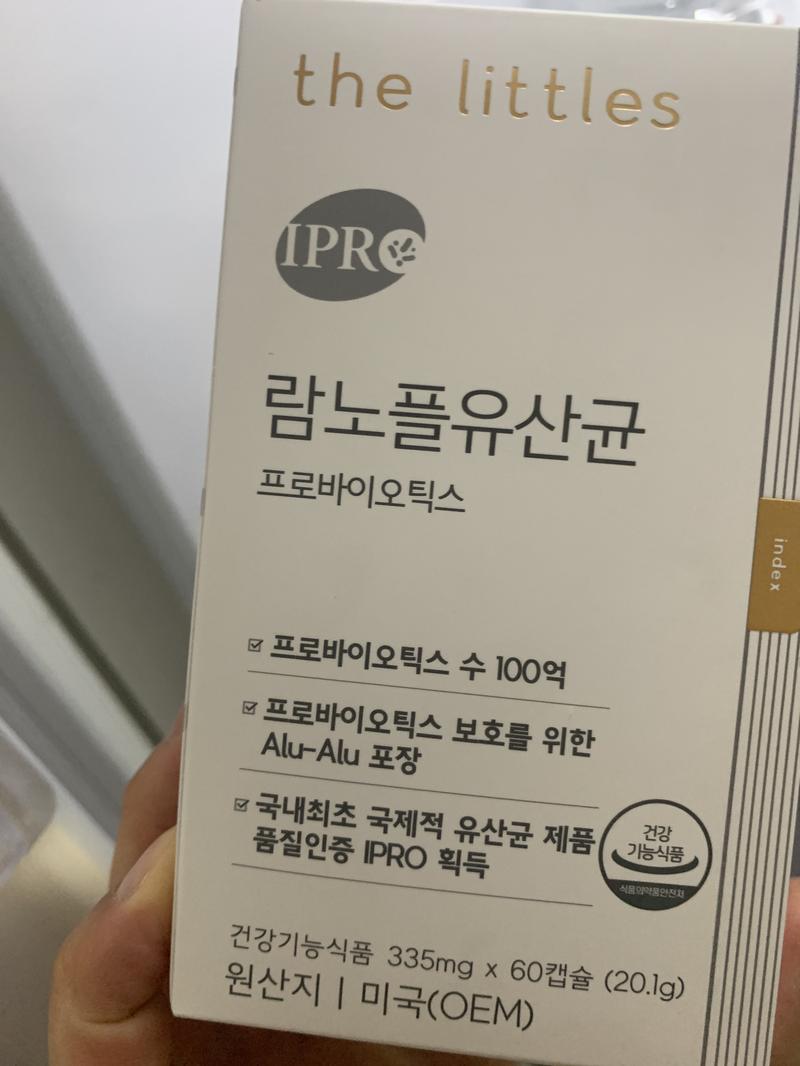 the littles
IPRO
람노플유산균
프로바이오틱스
index
프로바이오틱스 수 100억
프로바이오틱스 보호를 위한
Alu-Alu 포장
국내최초 국제적 유산균 제품
품질인증 IPRO 획득
건강
기능식품
식품의약품안전처
건강기능식품 335mg x 60캡슐 (20.1g)
원산지 | 미국(OEM)